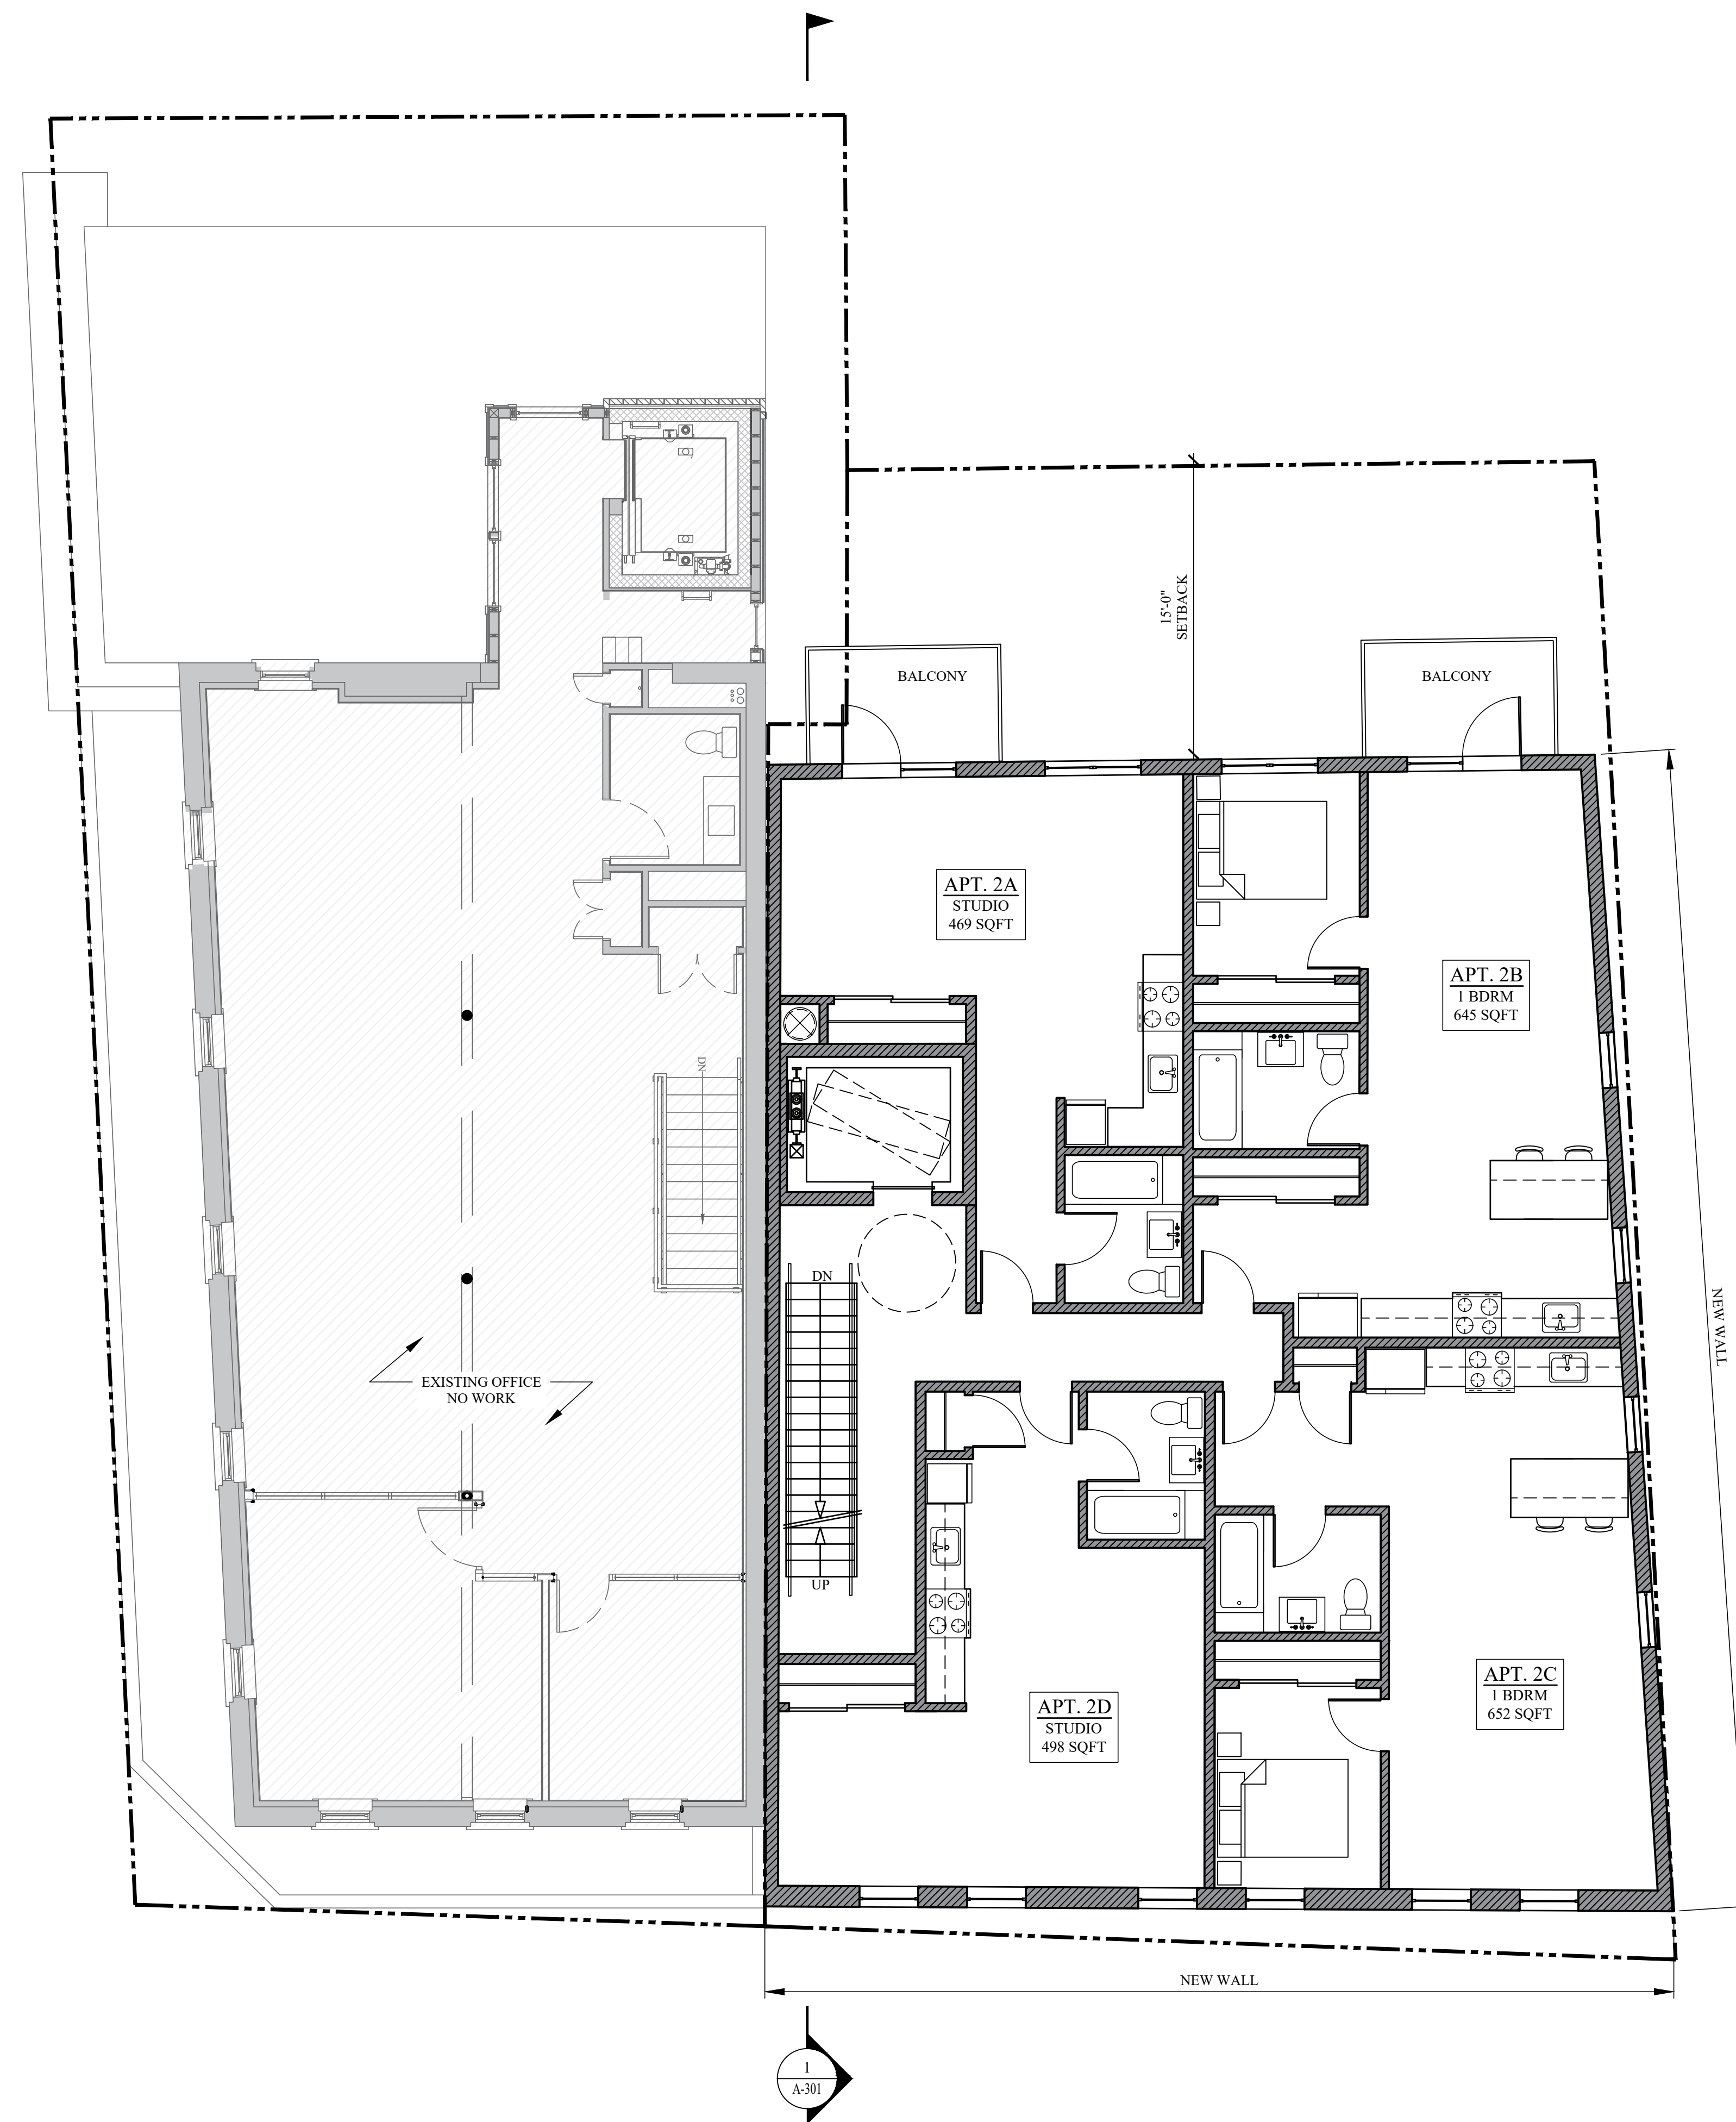 15'-0"
SETBACK
BALCONY
BALCONY
APT. 2A
STUDIO
469 SQFT
APT. 2B
1 BDRM
645 SQFT
DN
DN
NEW WALL
EXISTING OFFICE
NO WORK
UP
APT. 2C
1 BDRM
652 SQFT
APT. 2D
STUDIO
498 SQFT
NEW WALL
1
A-301